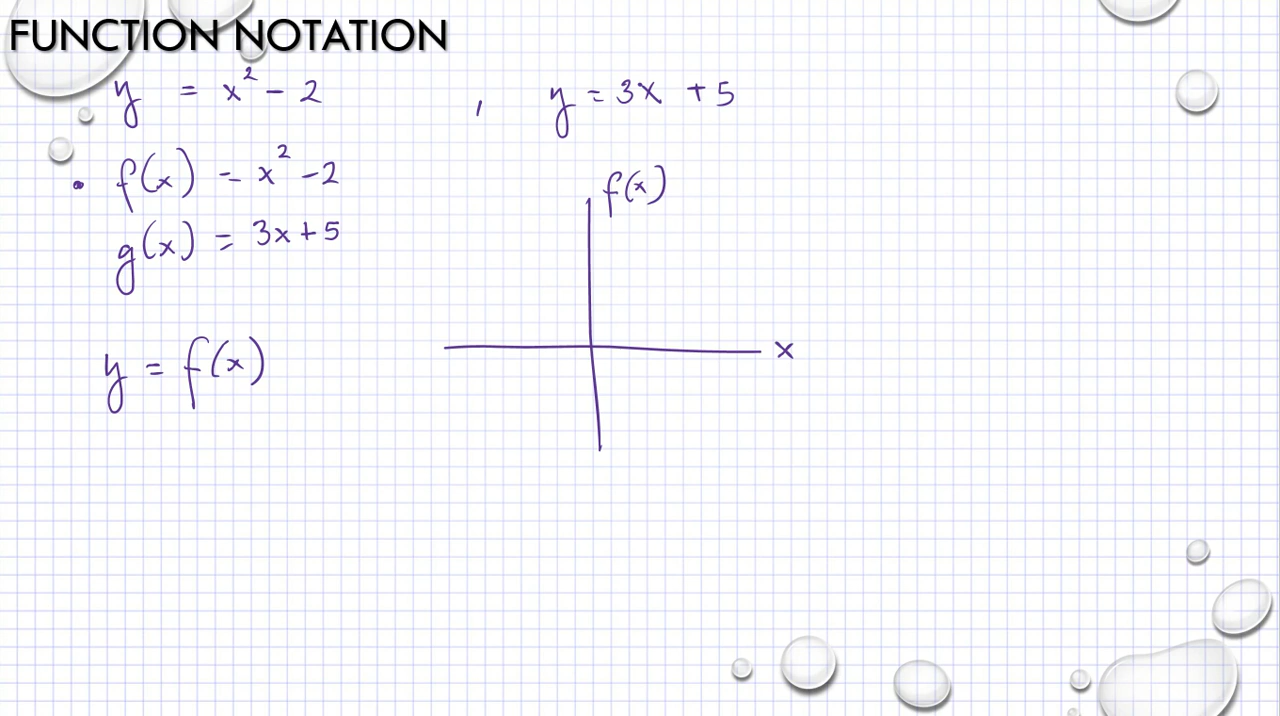 FUNCTION NOTATION
y = x² - 2 , y = 3x + 5
• f(x) = x² - 2
g(x) = 3x + 5
f(x)
x
y = f(x)